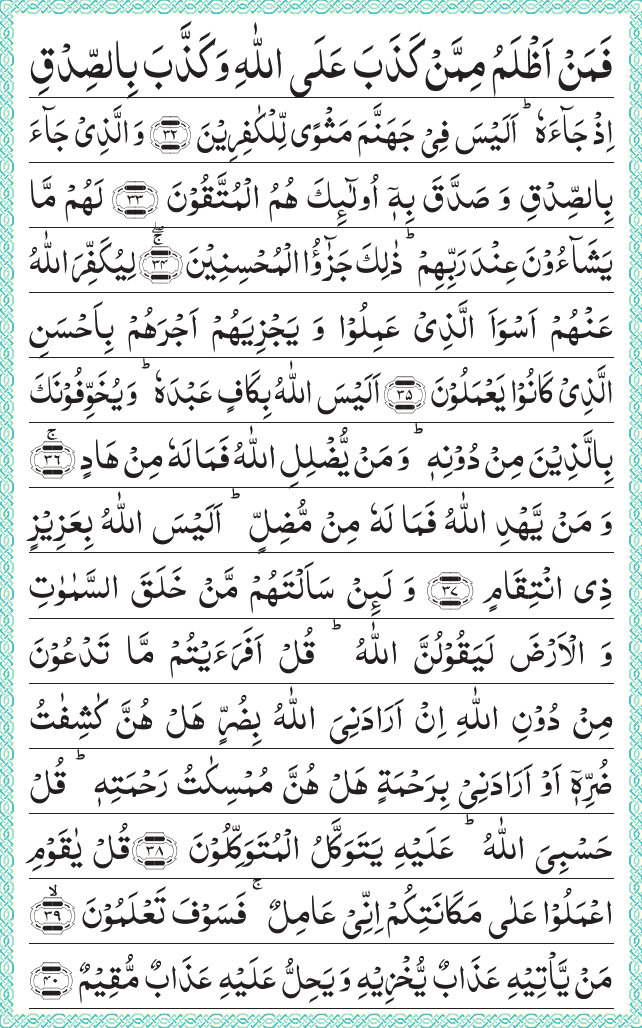 فَمَنْ اَظْلَمُ مِمَّنْ كَذَبَ عَلَى اللّٰهِ وَكَذَّبَ بِالصِّدْقِ
اِذْ جَآءَهٗ ؕ اَلَیْسَ فِیْ جَهَنَّمَ مَثْوًی لِّلْكٰفِرِیْنَ ﴿۳۲﴾ وَالَّذِیْ جَآءَ
بِالصِّدْقِ وَ صَدَّقَ بِهٖۤ اُولٰٓىِٕكَ هُمُ الْمُتَّقُوْنَ ﴿۳۳﴾ لَهُمْ مَّا
یَشَآءُوْنَ عِنْدَ رَبِّهِمْ ؕ ذٰلِكَ جَزٰٓؤُا الْمُحْسِنِیْنَ ﴿۳۴﴾ۖۚ لِیُكَفِّرَ اللّٰهُ
عَنْهُمْ اَسْوَاَ الَّذِیْ عَمِلُوْا وَ یَجْزِیَهُمْ اَجْرَهُمْ بِاَحْسَنِ
الَّذِیْ كَانُوْا یَعْمَلُوْنَ ﴿۳۵﴾ اَلَیْسَ اللّٰهُ بِكَافٍ عَبْدَهٗ ؕ وَیُخَوِّفُوْنَكَ
بِالَّذِیْنَ مِنْ دُوْنِهٖ ؕ وَمَنْ یُّضْلِلِ اللّٰهُ فَمَا لَهٗ مِنْ هَادٍ ﴿۳۶﴾ۚ
وَ مَنْ یَّهْدِ اللّٰهُ فَمَا لَهٗ مِنْ مُّضِلٍّ ؕ اَلَیْسَ اللّٰهُ بِعَزِیْزٍ
ذِی انْتِقَامٍ ﴿۳۷﴾ وَ لَىِٕنْ سَاَلْتَهُمْ مَّنْ خَلَقَ السَّمٰوٰتِ
وَ الْاَرْضَ لَیَقُوْلُنَّ اللّٰهُ ؕ قُلْ اَفَرَءَیْتُمْ مَّا تَدْعُوْنَ
مِنْ دُوْنِ اللّٰهِ اِنْ اَرَادَنِیَ اللّٰهُ بِضُرٍّ هَلْ هُنَّ كٰشِفٰتُ
ضُرِّهٖۤ اَوْ اَرَادَنِیْ بِرَحْمَةٍ هَلْ هُنَّ مُمْسِكٰتُ رَحْمَتِهٖ ؕ قُلْ
حَسْبِیَ اللّٰهُ ؕ عَلَیْهِ یَتَوَكَّلُ الْمُتَوَكِّلُوْنَ ﴿۳۸﴾ قُلْ یٰقَوْمِ
اعْمَلُوْا عَلٰی مَكَانَتِكُمْ اِنِّیْ عَامِلٌ ۚ فَسَوْفَ تَعْلَمُوْنَ ﴿۳۹﴾ۙ
مَنْ یَّاْتِیْهِ عَذَابٌ یُّخْزِیْهِ وَیَحِلُّ عَلَیْهِ عَذَابٌ مُّقِیْمٌ ﴿۴۰﴾